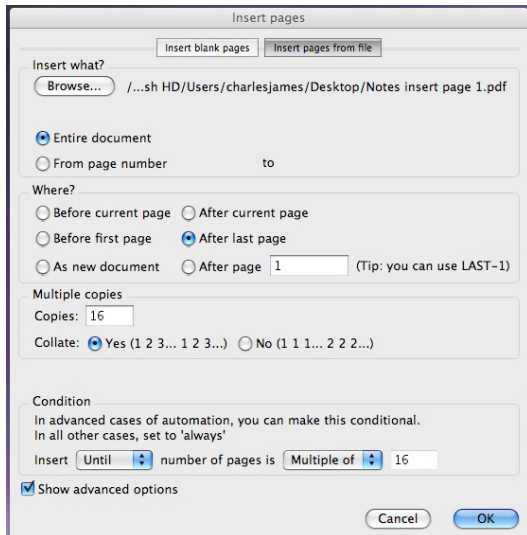 Insert pages
Insert blank pages Insert pages from file
Insert what?
Browse... /...sh HD/Users/charlesjames/Desktop/Notes insert page 1.pdf
Entire document
From page number to
Where?
Before current page After current page
Before first page After last page
As new document After page 1 (Tip: you can use LAST-1)
Multiple copies
Copies: 16
Collate: Yes (1 2 3... 1 2 3...) No (1 1 1... 2 2 2...)
Condition
In advanced cases of automation, you can make this conditional.
In all other cases, set to 'always'
Insert Until number of pages is Multiple of 16
Show advanced options
Cancel OK